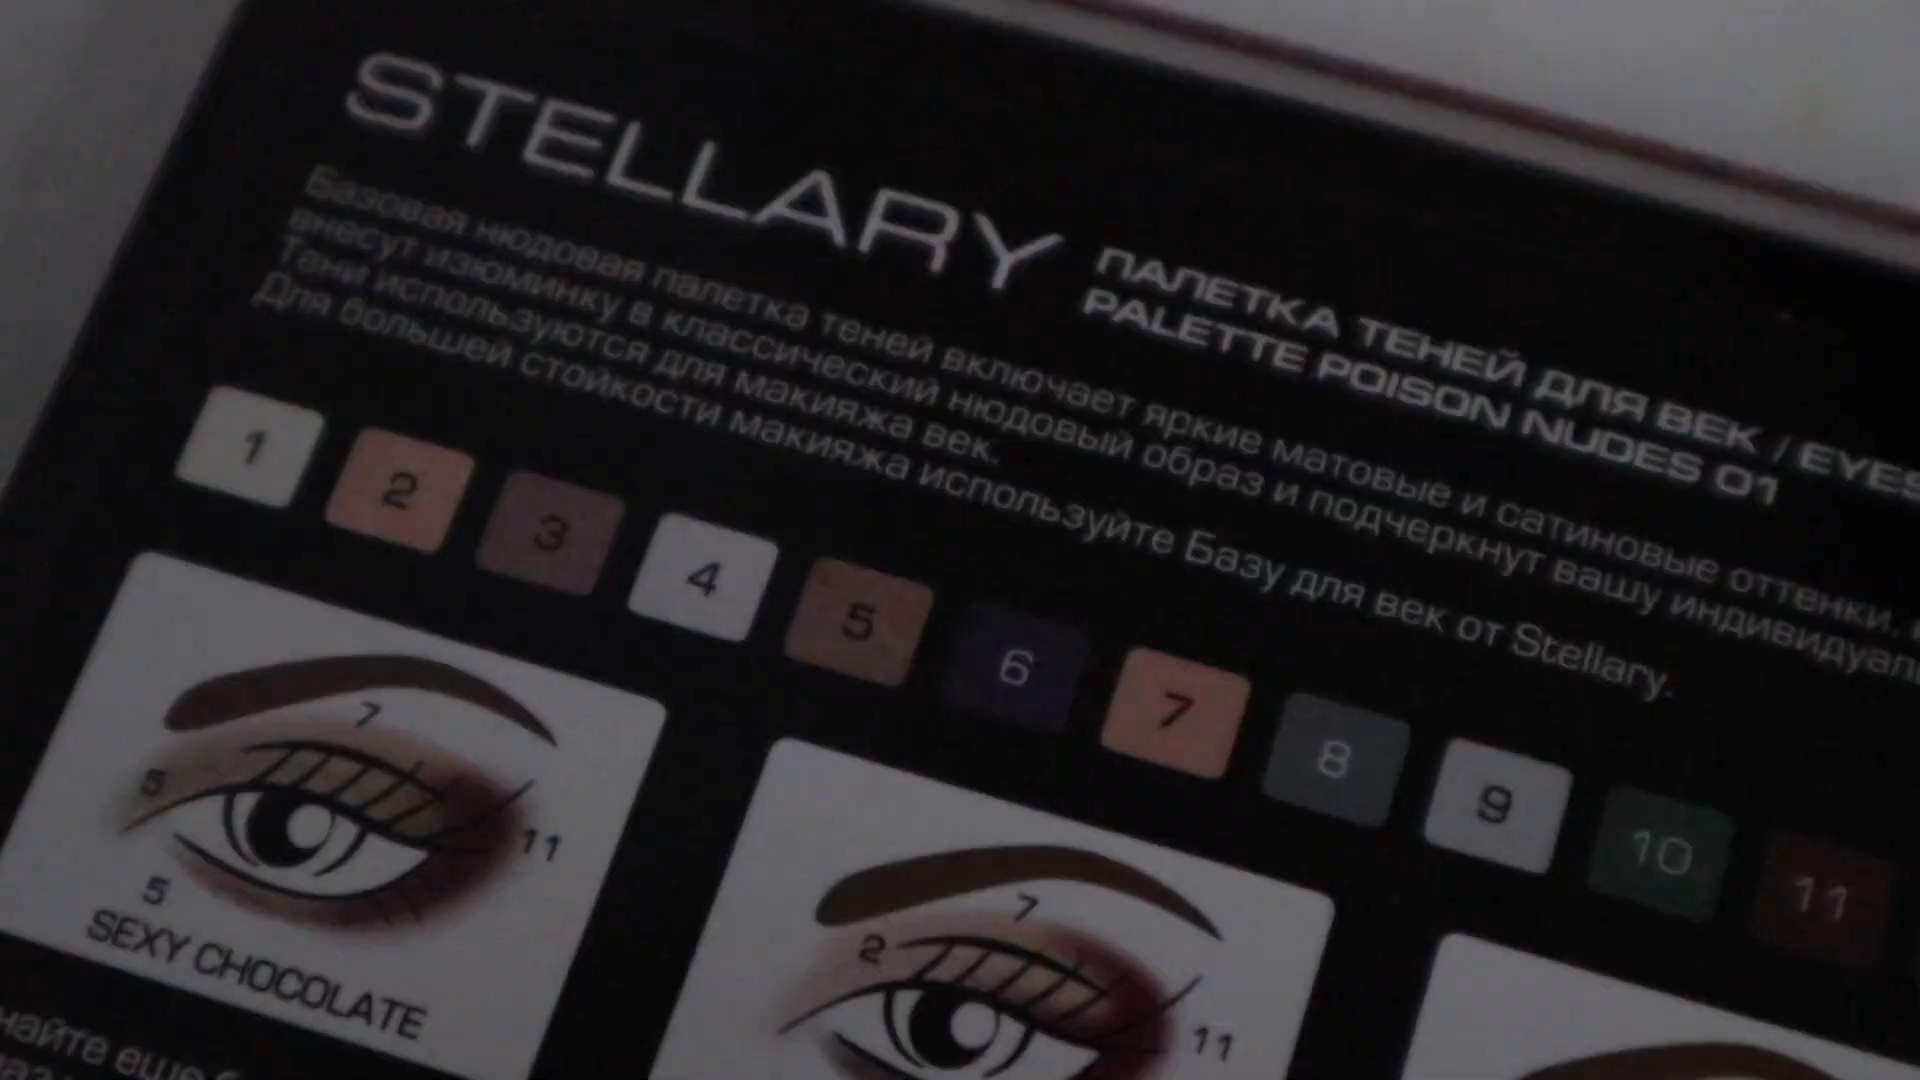 STELLARY
ПАЛЕТКА ТЕНЕЙ ДЛЯ ВЕК / EYES
PALETTE POISON NUDES 01
Базовая нюдовая палетка теней включает яркие матовые и сатиновые оттенки,
внесут изюминку в классический нюдовый образ и подчеркнут вашу индивидуаль
Тени используются для макияжа век.
Для большей стойкости макияжа используйте Базу для век от Stellary.
1 2 3 4 5 6 7 8 9 10 11
7
5
11
5
SEXY CHOCOLATE
7
2
11
найте еще